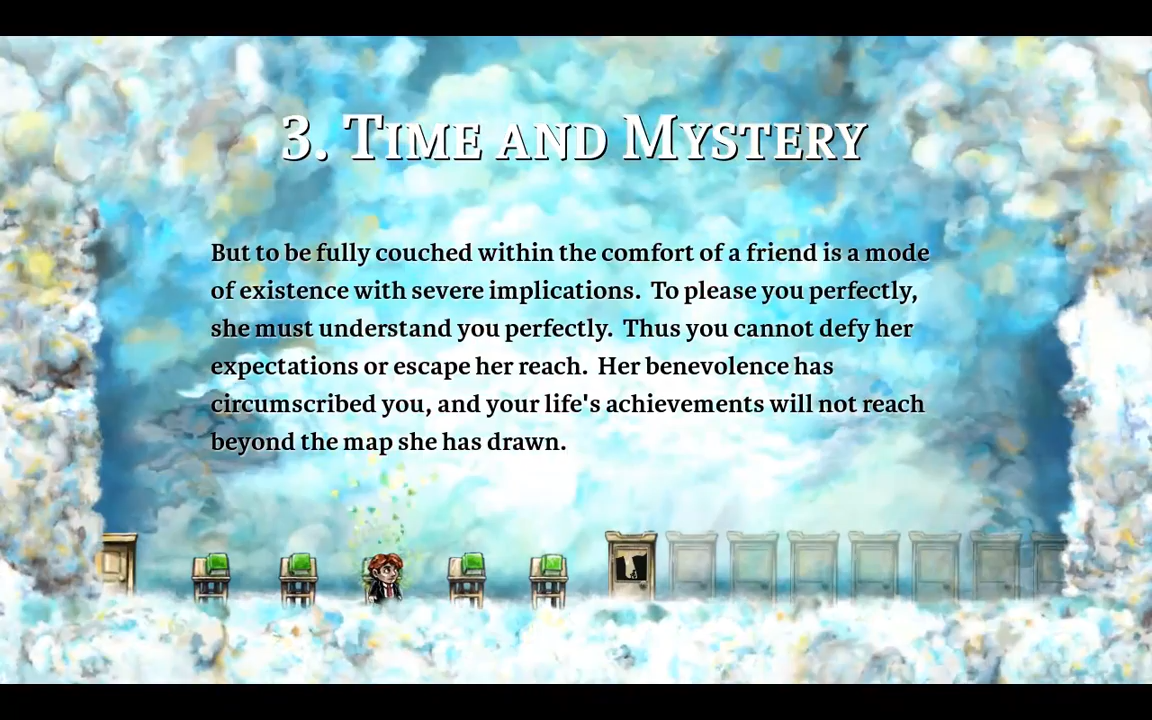 3. Time and Mystery
But to be fully couched within the comfort of a friend is a mode
of existence with severe implications.  To please you perfectly,
she must understand you perfectly.  Thus you cannot defy her
expectations or escape her reach.  Her benevolence has
circumscribed you, and your life's achievements will not reach
beyond the map she has drawn.